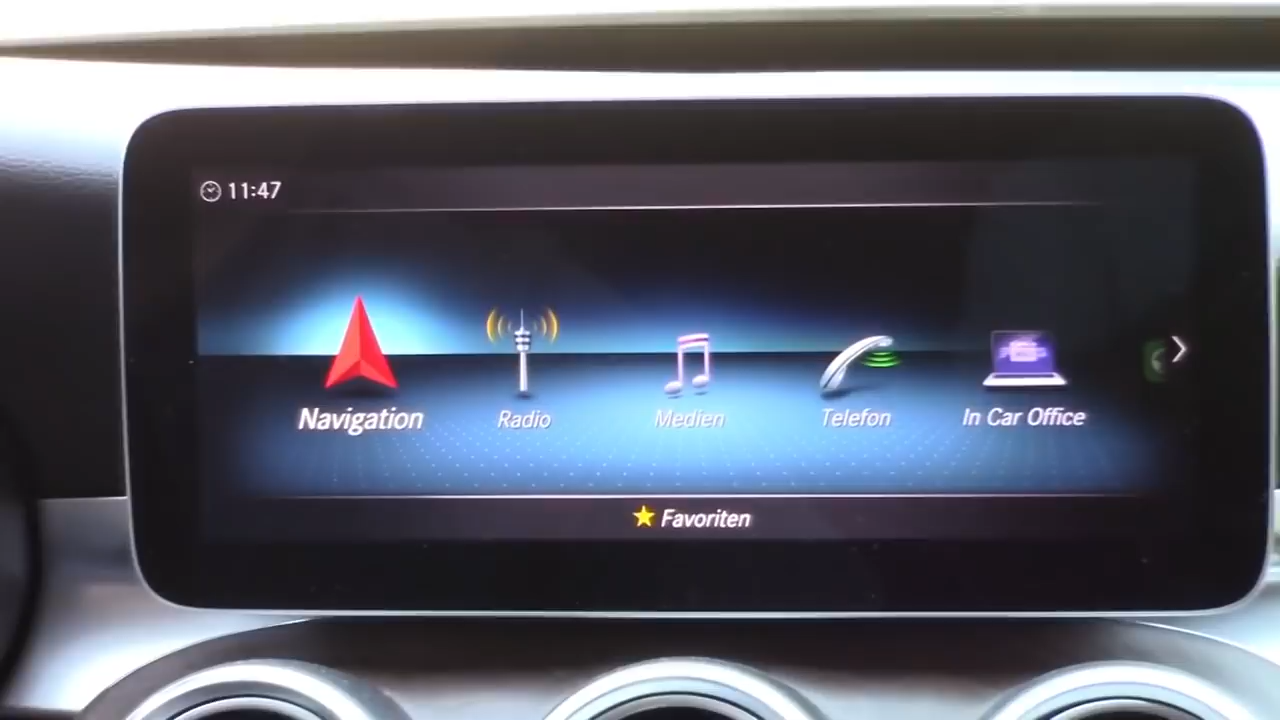 11:47
Navigation
Radio
Medien
Telefon
In Car Office
Favoriten